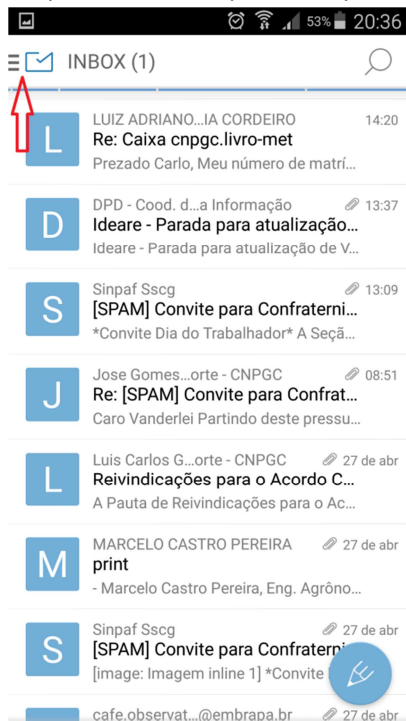 53% 20:36
INBOX (1)
L
LUIZ ADRIANO...IA CORDEIRO 14:20
Re: Caixa cnpgc.livro-met
Prezado Carlo, Meu número de matrí...
D
DPD - Cood. d...a Informação 13:37
Ideare - Parada para atualização...
Ideare - Parada para atualização de V...
S
Sinpaf Sscg 13:09
[SPAM] Convite para Confraterni...
*Convite Dia do Trabalhador* A Seçã...
J
Jose Gomes...orte - CNPGC 08:51
Re: [SPAM] Convite para Confrat...
Caro Vanderlei Partindo deste pressu...
L
Luis Carlos G...orte - CNPGC 27 de abr
Reivindicações para o Acordo C...
A Pauta de Reivindicações para o Ac...
M
MARCELO CASTRO PEREIRA 27 de abr
print
- Marcelo Castro Pereira, Eng. Agrôno...
S
Sinpaf Sscg 27 de abr
[SPAM] Convite para Confraterni
[image: Imagem inline 1] *Convite
cafe.observat...@embrapa.br 27 de abr